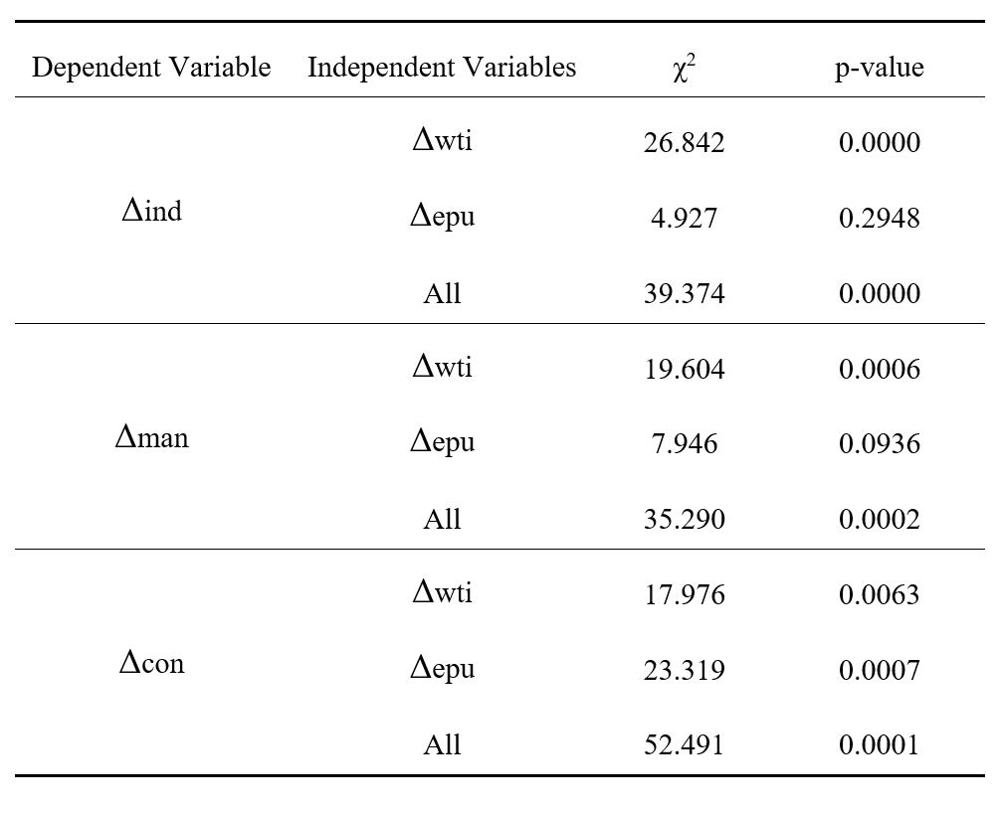 Dependent Variable Independent Variables χ² p-value
Δwti 26.842 0.0000
Δind Δepu 4.927 0.2948
All 39.374 0.0000
Δwti 19.604 0.0006
Δman Δepu 7.946 0.0936
All 35.290 0.0002
Δwti 17.976 0.0063
Δcon Δepu 23.319 0.0007
All 52.491 0.0001